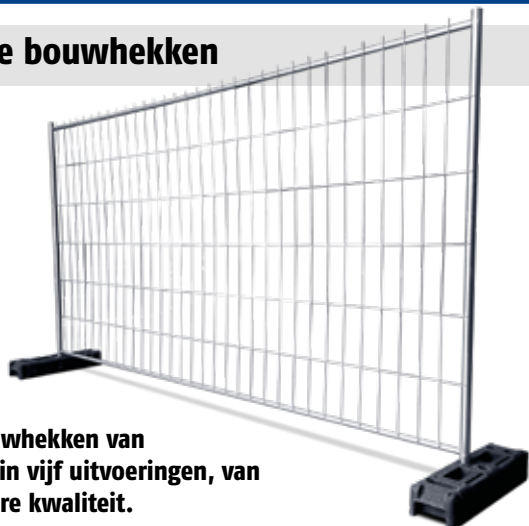 e bouwhekken
whekken van
in vijf uitvoeringen, van
re kwaliteit.